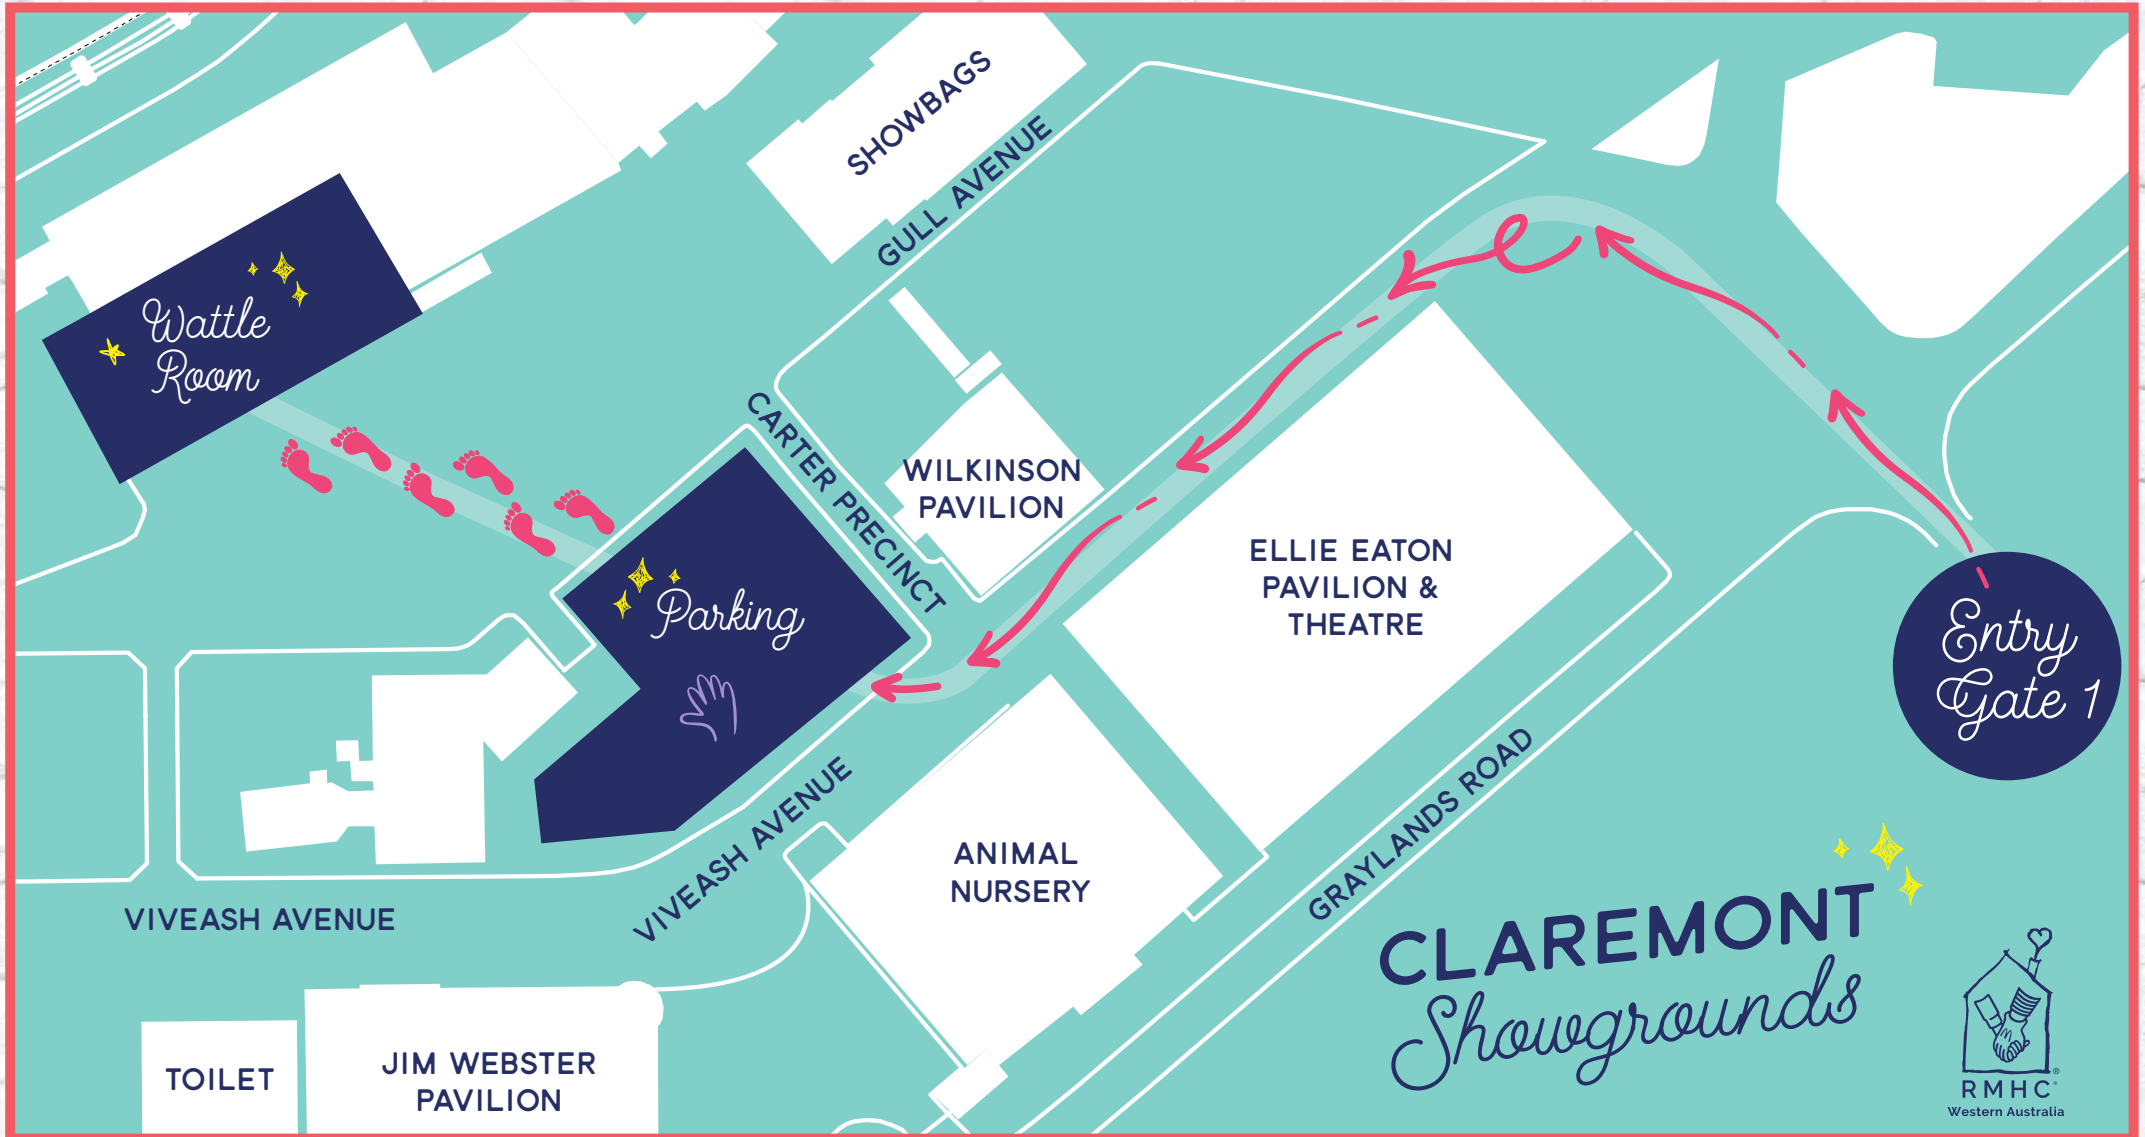 SHOWBAGS
GULL AVENUE
Wattle
Room
CARTER PRECINCT
WILKINSON
PAVILION
ELLIE EATON
PAVILION &
THEATRE
Parking
Entry
Gate 1
VIVEASH AVENUE
ANIMAL
NURSERY
GRAYLANDS ROAD
VIVEASH AVENUE
CLAREMONT
Showgrounds
TOILET
JIM WEBSTER
PAVILION
RMHC®
Western Australia